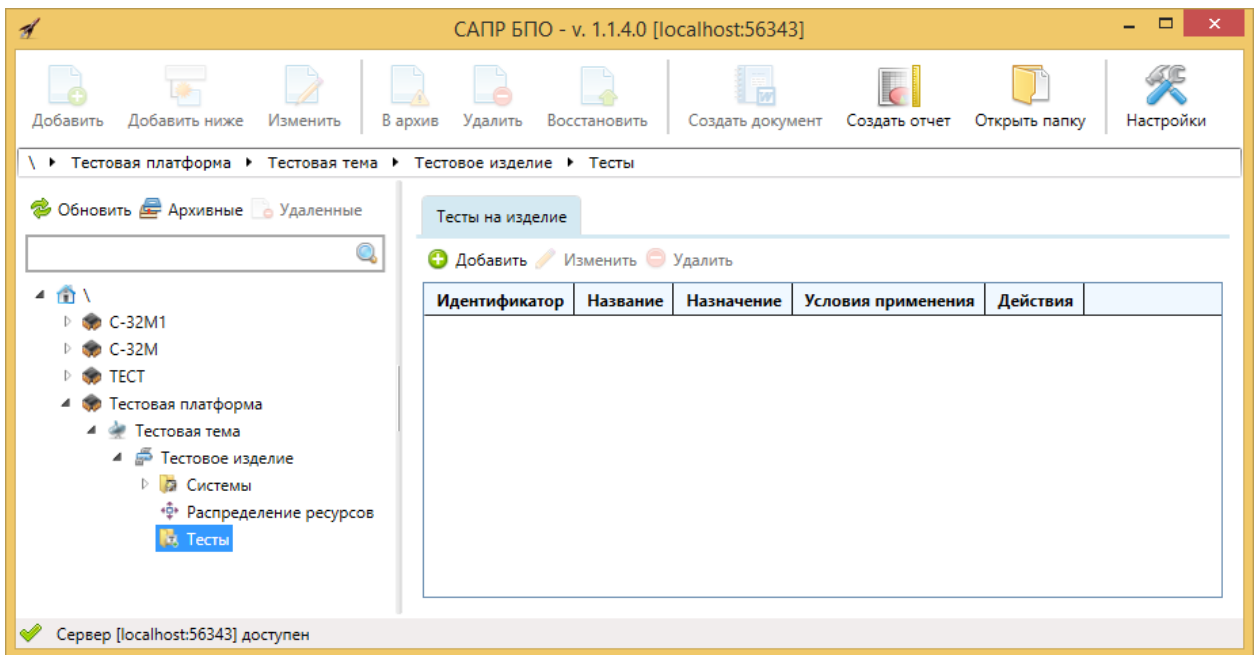 САПР БПО - v. 1.1.4.0 [localhost:56343]
Добавить Добавить ниже Изменить В архив Удалить Восстановить Создать документ Создать отчет Открыть папку Настройки
\ Тестовая платформа Тестовая тема Тестовое изделие Тесты
Обновить Архивные Удаленные
Тесты на изделие
Добавить Изменить Удалить
Идентификатор Название Назначение Условия применения Действия
\
С-32М1
С-32М
ТЕСТ
Тестовая платформа
Тестовая тема
Тестовое изделие
Системы
Распределение ресурсов
Тесты
Сервер [localhost:56343] доступен